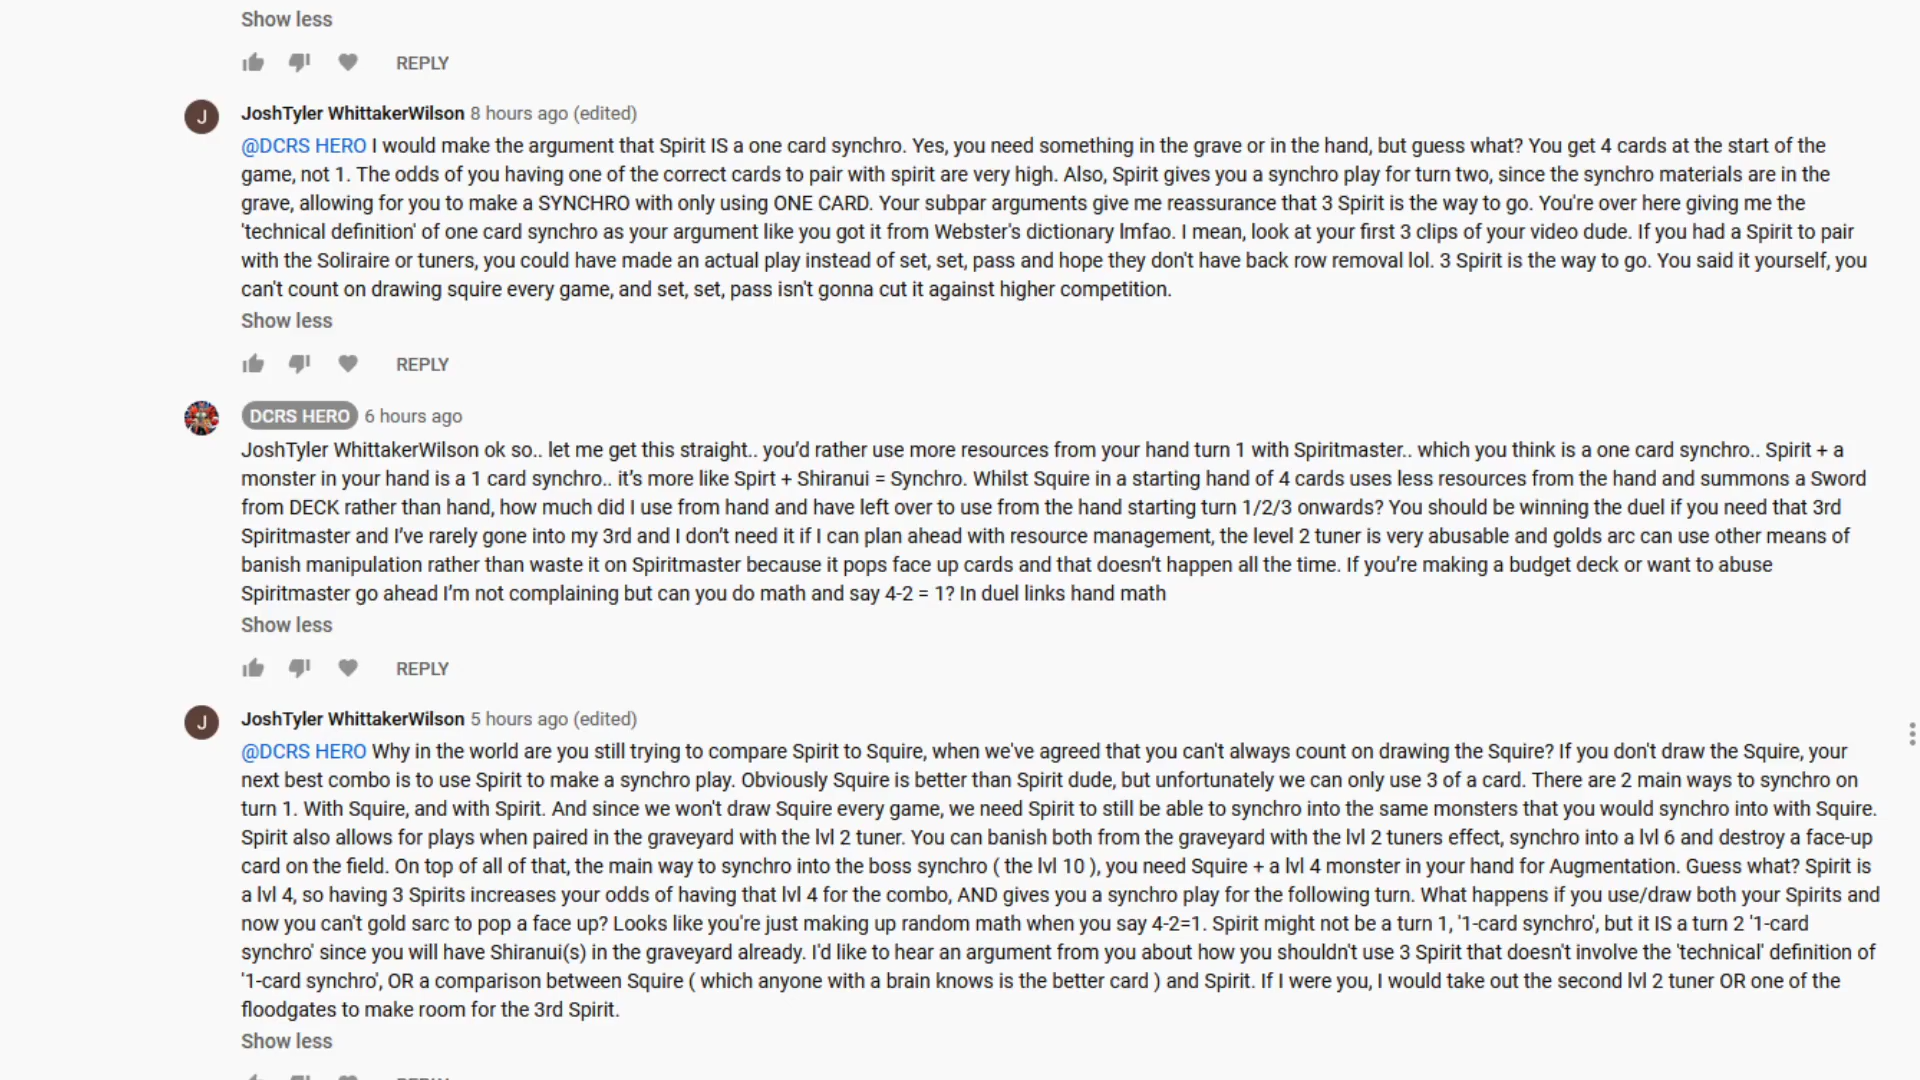 Show less
REPLY
JoshTyler WhittakerWilson 8 hours ago (edited)
@DCRS HERO I would make the argument that Spirit IS a one card synchro. Yes, you need something in the grave or in the hand, but guess what? You get 4 cards at the start of the
game, not 1. The odds of you having one of the correct cards to pair with spirit are very high. Also, Spirit gives you a synchro play for turn two, since the synchro materials are in the
grave, allowing for you to make a SYNCHRO with only using ONE CARD. Your subpar arguments give me reassurance that 3 Spirit is the way to go. You're over here giving me the
'technical definition' of one card synchro as your argument like you got it from Webster's dictionary lmfao. I mean, look at your first 3 clips of your video dude. If you had a Spirit to pair
with the Soliraire or tuners, you could have made an actual play instead of set, set, pass and hope they don't have back row removal lol. 3 Spirit is the way to go. You said it yourself, you
can't count on drawing squire every game, and set, set, pass isn't gonna cut it against higher competition.
Show less
REPLY
J
DCRS HERO 6 hours ago
JoshTyler WhittakerWilson ok so.. let me get this straight.. you’d rather use more resources from your hand turn 1 with Spiritmaster.. which you think is a one card synchro.. Spirit + a
monster in your hand is a 1 card synchro.. it’s more like Spirt + Shiranui = Synchro. Whilst Squire in a starting hand of 4 cards uses less resources from the hand and summons a Sword
from DECK rather than hand, how much did I use from hand and have left over to use from the hand starting turn 1/2/3 onwards? You should be winning the duel if you need that 3rd
Spiritmaster and I’ve rarely gone into my 3rd and I don’t need it if I can plan ahead with resource management, the level 2 tuner is very abusable and golds arc can use other means of
banish manipulation rather than waste it on Spiritmaster because it pops face up cards and that doesn’t happen all the time. If you’re making a budget deck or want to abuse
Spiritmaster go ahead I’m not complaining but can you do math and say 4-2 = 1? In duel links hand math
Show less
REPLY
J
JoshTyler WhittakerWilson 5 hours ago (edited)
@DCRS HERO Why in the world are you still trying to compare Spirit to Squire, when we've agreed that you can't always count on drawing the Squire? If you don't draw the Squire, your
next best combo is to use Spirit to make a synchro play. Obviously Squire is better than Spirit dude, but unfortunately we can only use 3 of a card. There are 2 main ways to synchro on
turn 1. With Squire, and with Spirit. And since we won't draw Squire every game, we need Spirit to still be able to synchro into the same monsters that you would synchro into with Squire.
Spirit also allows for plays when paired in the graveyard with the lvl 2 tuner. You can banish both from the graveyard with the lvl 2 tuners effect, synchro into a lvl 6 and destroy a face-up
card on the field. On top of all of that, the main way to synchro into the boss synchro ( the lvl 10 ), you need Squire + a lvl 4 monster in your hand for Augmentation. Guess what? Spirit is
a lvl 4, so having 3 Spirits increases your odds of having that lvl 4 for the combo, AND gives you a synchro play for the following turn. What happens if you use/draw both your Spirits and
now you can't gold sarc to pop a face up? Looks like you're just making up random math when you say 4-2=1. Spirit might not be a turn 1, '1-card synchro', but it IS a turn 2 '1-card
synchro' since you will have Shiranui(s) in the graveyard already. I'd like to hear an argument from you about how you shouldn't use 3 Spirit that doesn't involve the 'technical' definition of
'1-card synchro', OR a comparison between Squire ( which anyone with a brain knows is the better card ) and Spirit. If I were you, I would take out the second lvl 2 tuner OR one of the
floodgates to make room for the 3rd Spirit.
Show less
REPLY